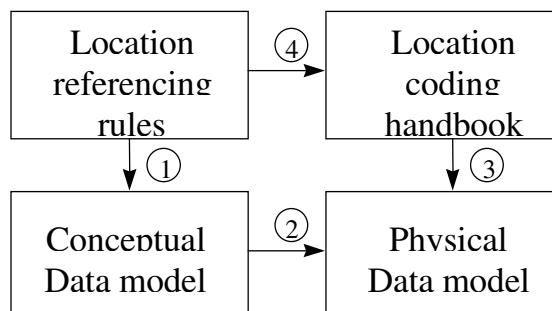 Location
referencing
rules
4
Location
coding
handbook
1
3
Conceptual
Data model
2
Physical
Data model